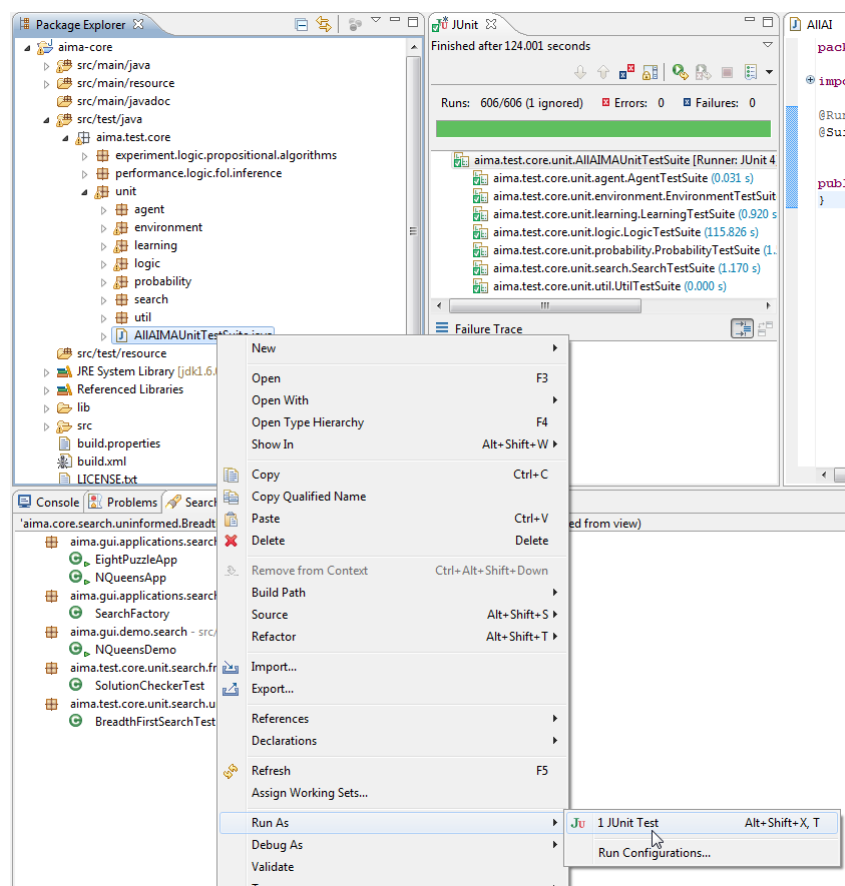 Package Explorer
aima-core
src/main/java
src/main/resource
src/main/javadoc
src/test/java
aima.test.core
experiment.logic.propositional.algorithms
performance.logic.fol.inference
unit
agent
environment
learning
logic
probability
search
util
AllAIMAUnitTestSuite.java
src/test/resource
JRE System Library [jdk1.6.
Referenced Libraries
lib
src
build.properties
build.xml
LICENSE.txt
JUnit
Finished after 124.001 seconds
Runs: 606/606 (1 ignored) Errors: 0 Failures: 0
aima.test.core.unit.AllAIMAUnitTestSuite [Runner: JUnit 4
aima.test.core.unit.agent.AgentTestSuite (0.031 s)
aima.test.core.unit.environment.EnvironmentTestSuit
aima.test.core.unit.learning.LearningTestSuite (0.920 s
aima.test.core.unit.logic.LogicTestSuite (115.826 s)
aima.test.core.unit.probability.ProbabilityTestSuite (1.
aima.test.core.unit.search.SearchTestSuite (1.170 s)
aima.test.core.unit.util.UtilTestSuite (0.000 s)
Failure Trace
AllAI
pac
impo
@Run
@Sui
publ
}
Console Problems Search
'aima.core.search.uninformed.Breadt
ed from view)
aima.gui.applications.search
EightPuzzleApp
NQueensApp
aima.gui.applications.search
SearchFactory
aima.gui.demo.search - src/
NQueensDemo
aima.test.core.unit.search.fr
SolutionCheckerTest
aima.test.core.unit.search.u
BreadthFirstSearchTest
New
Open F3
Open With
Open Type Hierarchy F4
Show In Alt+Shift+W
Copy Ctrl+C
Copy Qualified Name
Paste Ctrl+V
Delete Delete
Remove from Context Ctrl+Alt+Shift+Down
Build Path
Source Alt+Shift+S
Refactor Alt+Shift+T
Import...
Export...
References
Declarations
Refresh F5
Assign Working Sets...
Run As
Debug As
Validate
JU 1 JUnit Test Alt+Shift+X, T
Run Configurations...